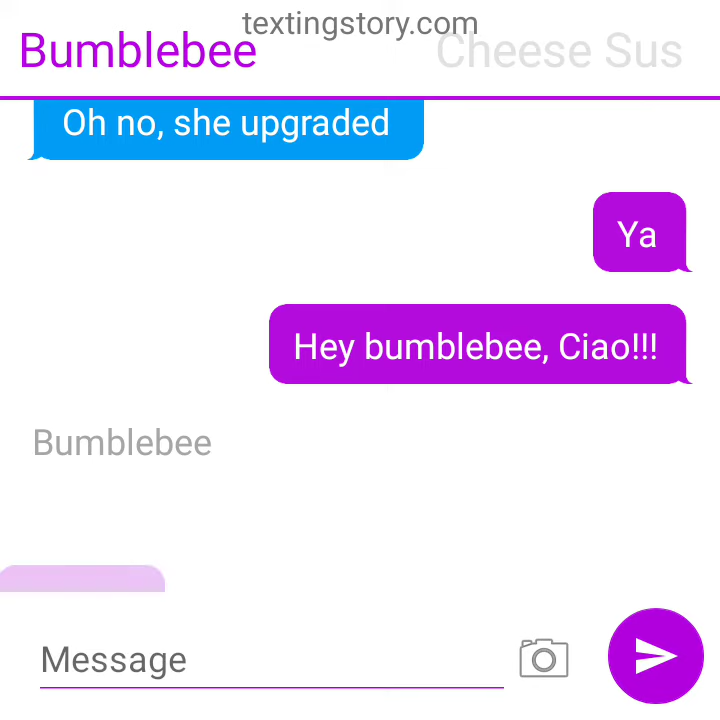 textingstory.com
Bumblebee
Cheese Sus
Oh no, she upgraded
Ya
Hey bumblebee, Ciao!!!
Bumblebee
Message